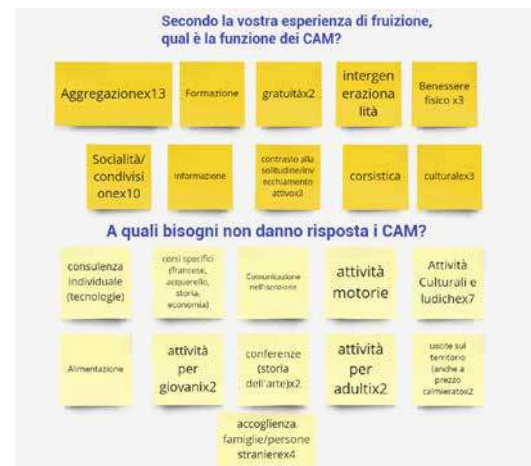 Secondo la vostra esperienza di fruizione,
qual è la funzione dei CAM?
Aggregazionex13
Formazione
gratuitàx2
intergen
eraziona
lità
Benessere
fisico x3
Socialità/
condivisi
onex10
Informazione
contrasto alla
solitudine/inv
ecchiamento
attivox3
corsistica
culturalex3
A quali bisogni non danno risposta i CAM?
consulenza
individuale
(tecnologie)
corsi specifici
(francese,
acquerello,
storia,
economia)
Comunicazione
nell'iscrizione
attività
motorie
Attività
Culturali e
ludichex7
Alimentazione
attività
per
giovanix2
conferenze
(storia
dell'arte)x2
attività
per
adultix2
uscite sul
territorio
(anche a
prezzo
calmierato)x2
accoglienza
famiglie/persone
stranierex4